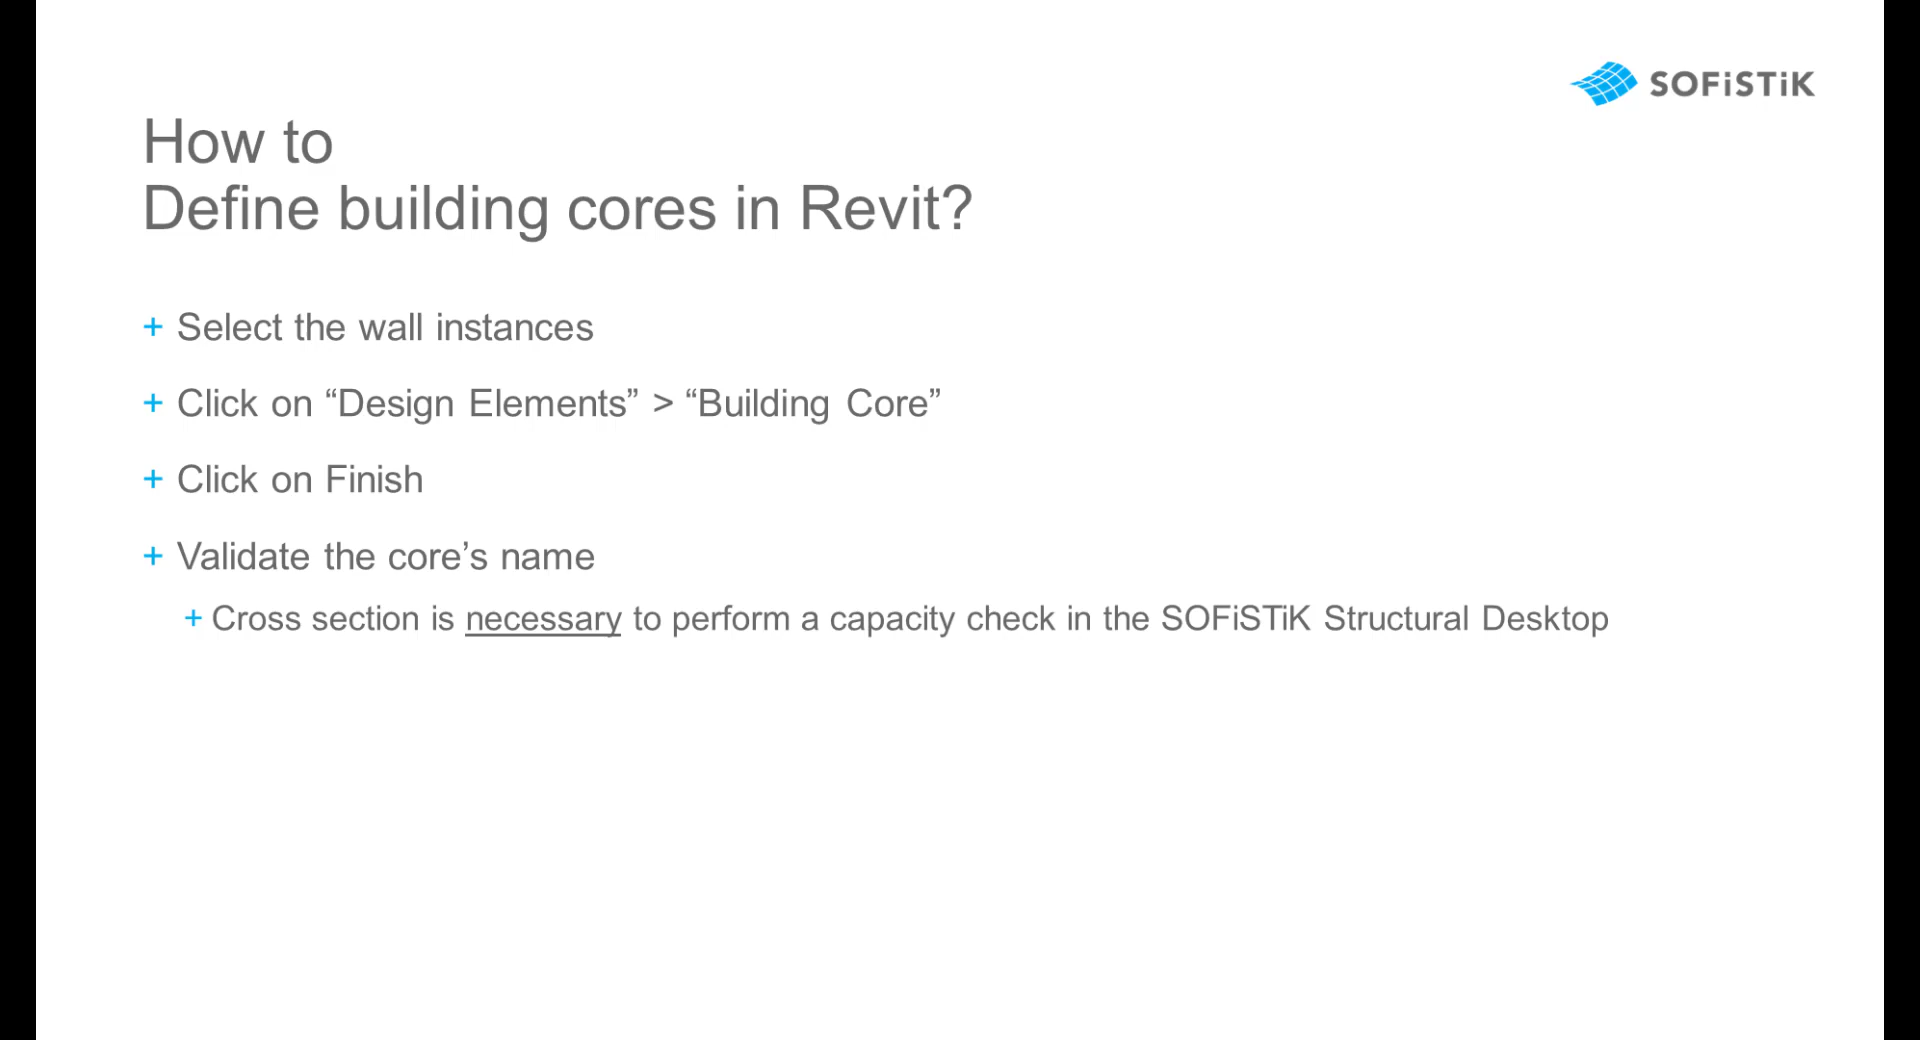 SOFiSTiK
How to
Define building cores in Revit?
+ Select the wall instances
+ Click on “Design Elements” > “Building Core”
+ Click on Finish
+ Validate the core’s name
+ Cross section is necessary to perform a capacity check in the SOFiSTiK Structural Desktop